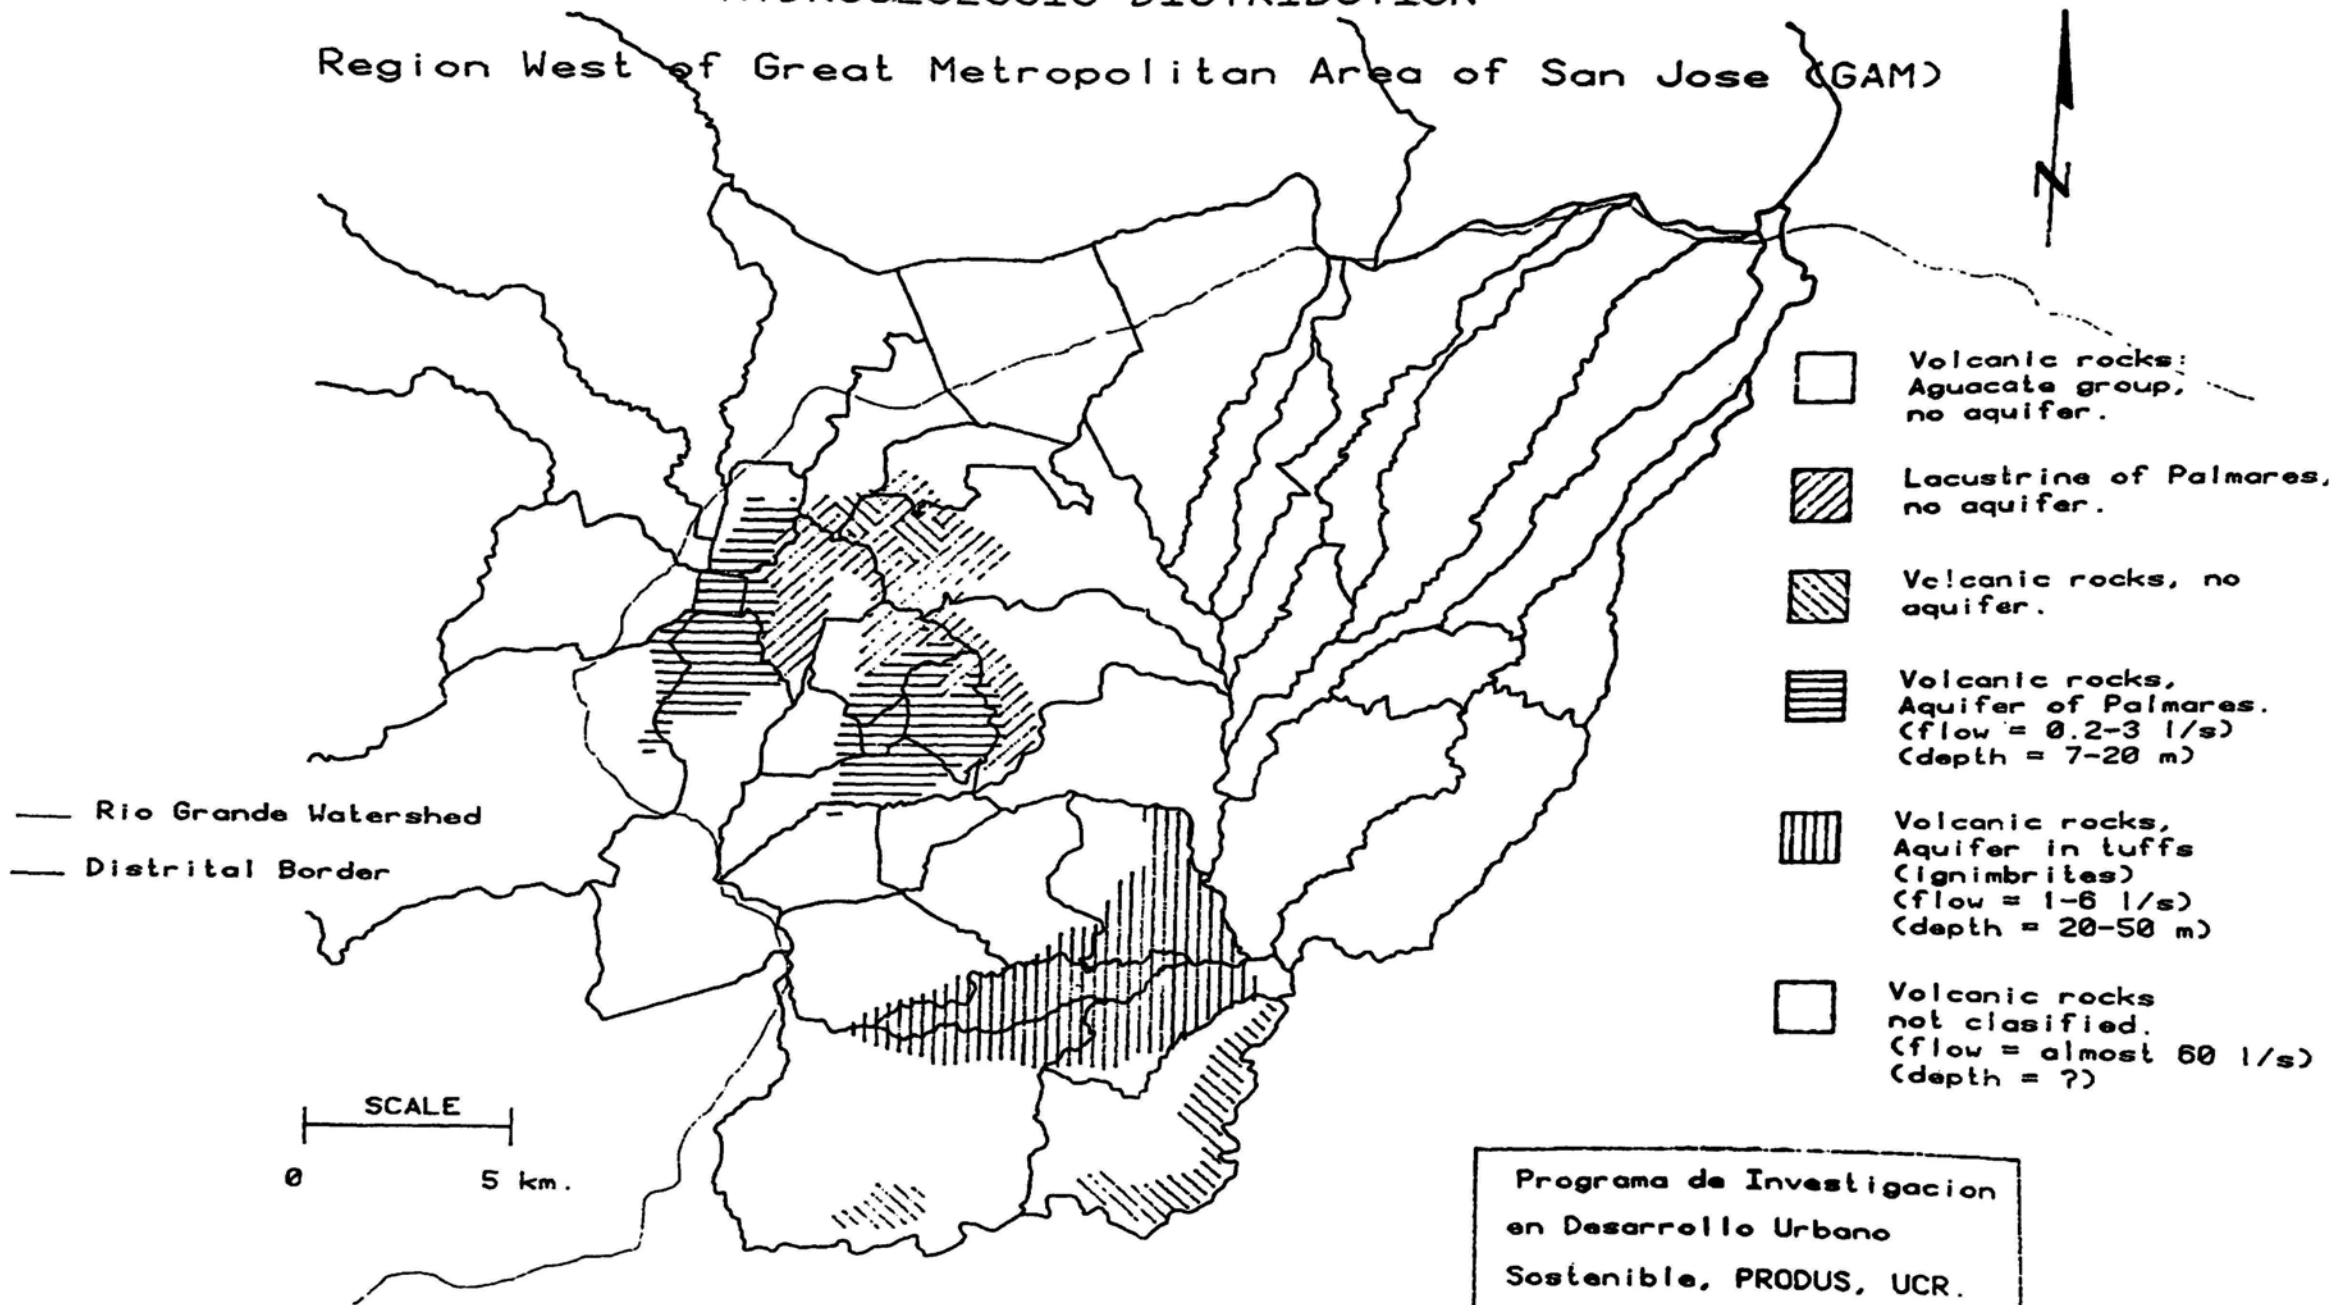 HYDROGEOLOGIC DISTRIBUTION
Region West of Great Metropolitan Area of San Jose (GAM)
N
Volcanic rocks:
Aguacate group,
no aquifer.
Lacustrine of Palmares,
no aquifer.
Volcanic rocks, no
aquifer.
Volcanic rocks,
Aquifer of Palmares.
(flow = 0.2-3 l/s)
(depth = 7-20 m)
Volcanic rocks,
Aquifer in tuffs
(ignimbrites)
(flow = 1-6 l/s)
(depth = 20-50 m)
Volcanic rocks
not clasified.
(flow = almost 60 l/s)
(depth = ?)
Rio Grande Watershed
Distrital Border
SCALE
0 5 km.
Programa de Investigacion
en Desarrollo Urbano
Sostenible, PRODUS, UCR.